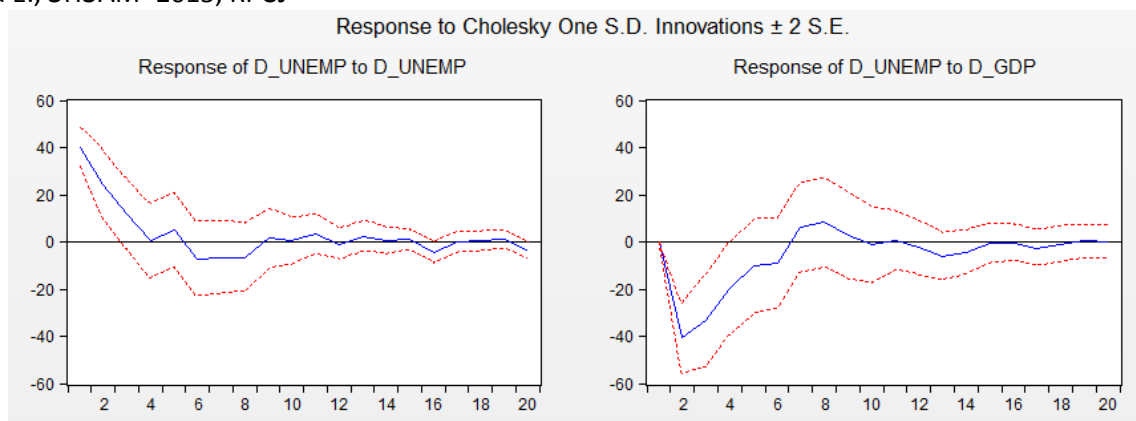 2015, RPCJ
Response to Cholesky One S.D. Innovations ± 2 S.E.
Response of D_UNEMP to D_UNEMP
60
40
20
0
-20
-40
-60
2 4 6 8 10 12 14 16 18 20
Response of D_UNEMP to D_GDP
60
40
20
0
-20
-40
-60
2 4 6 8 10 12 14 16 18 20